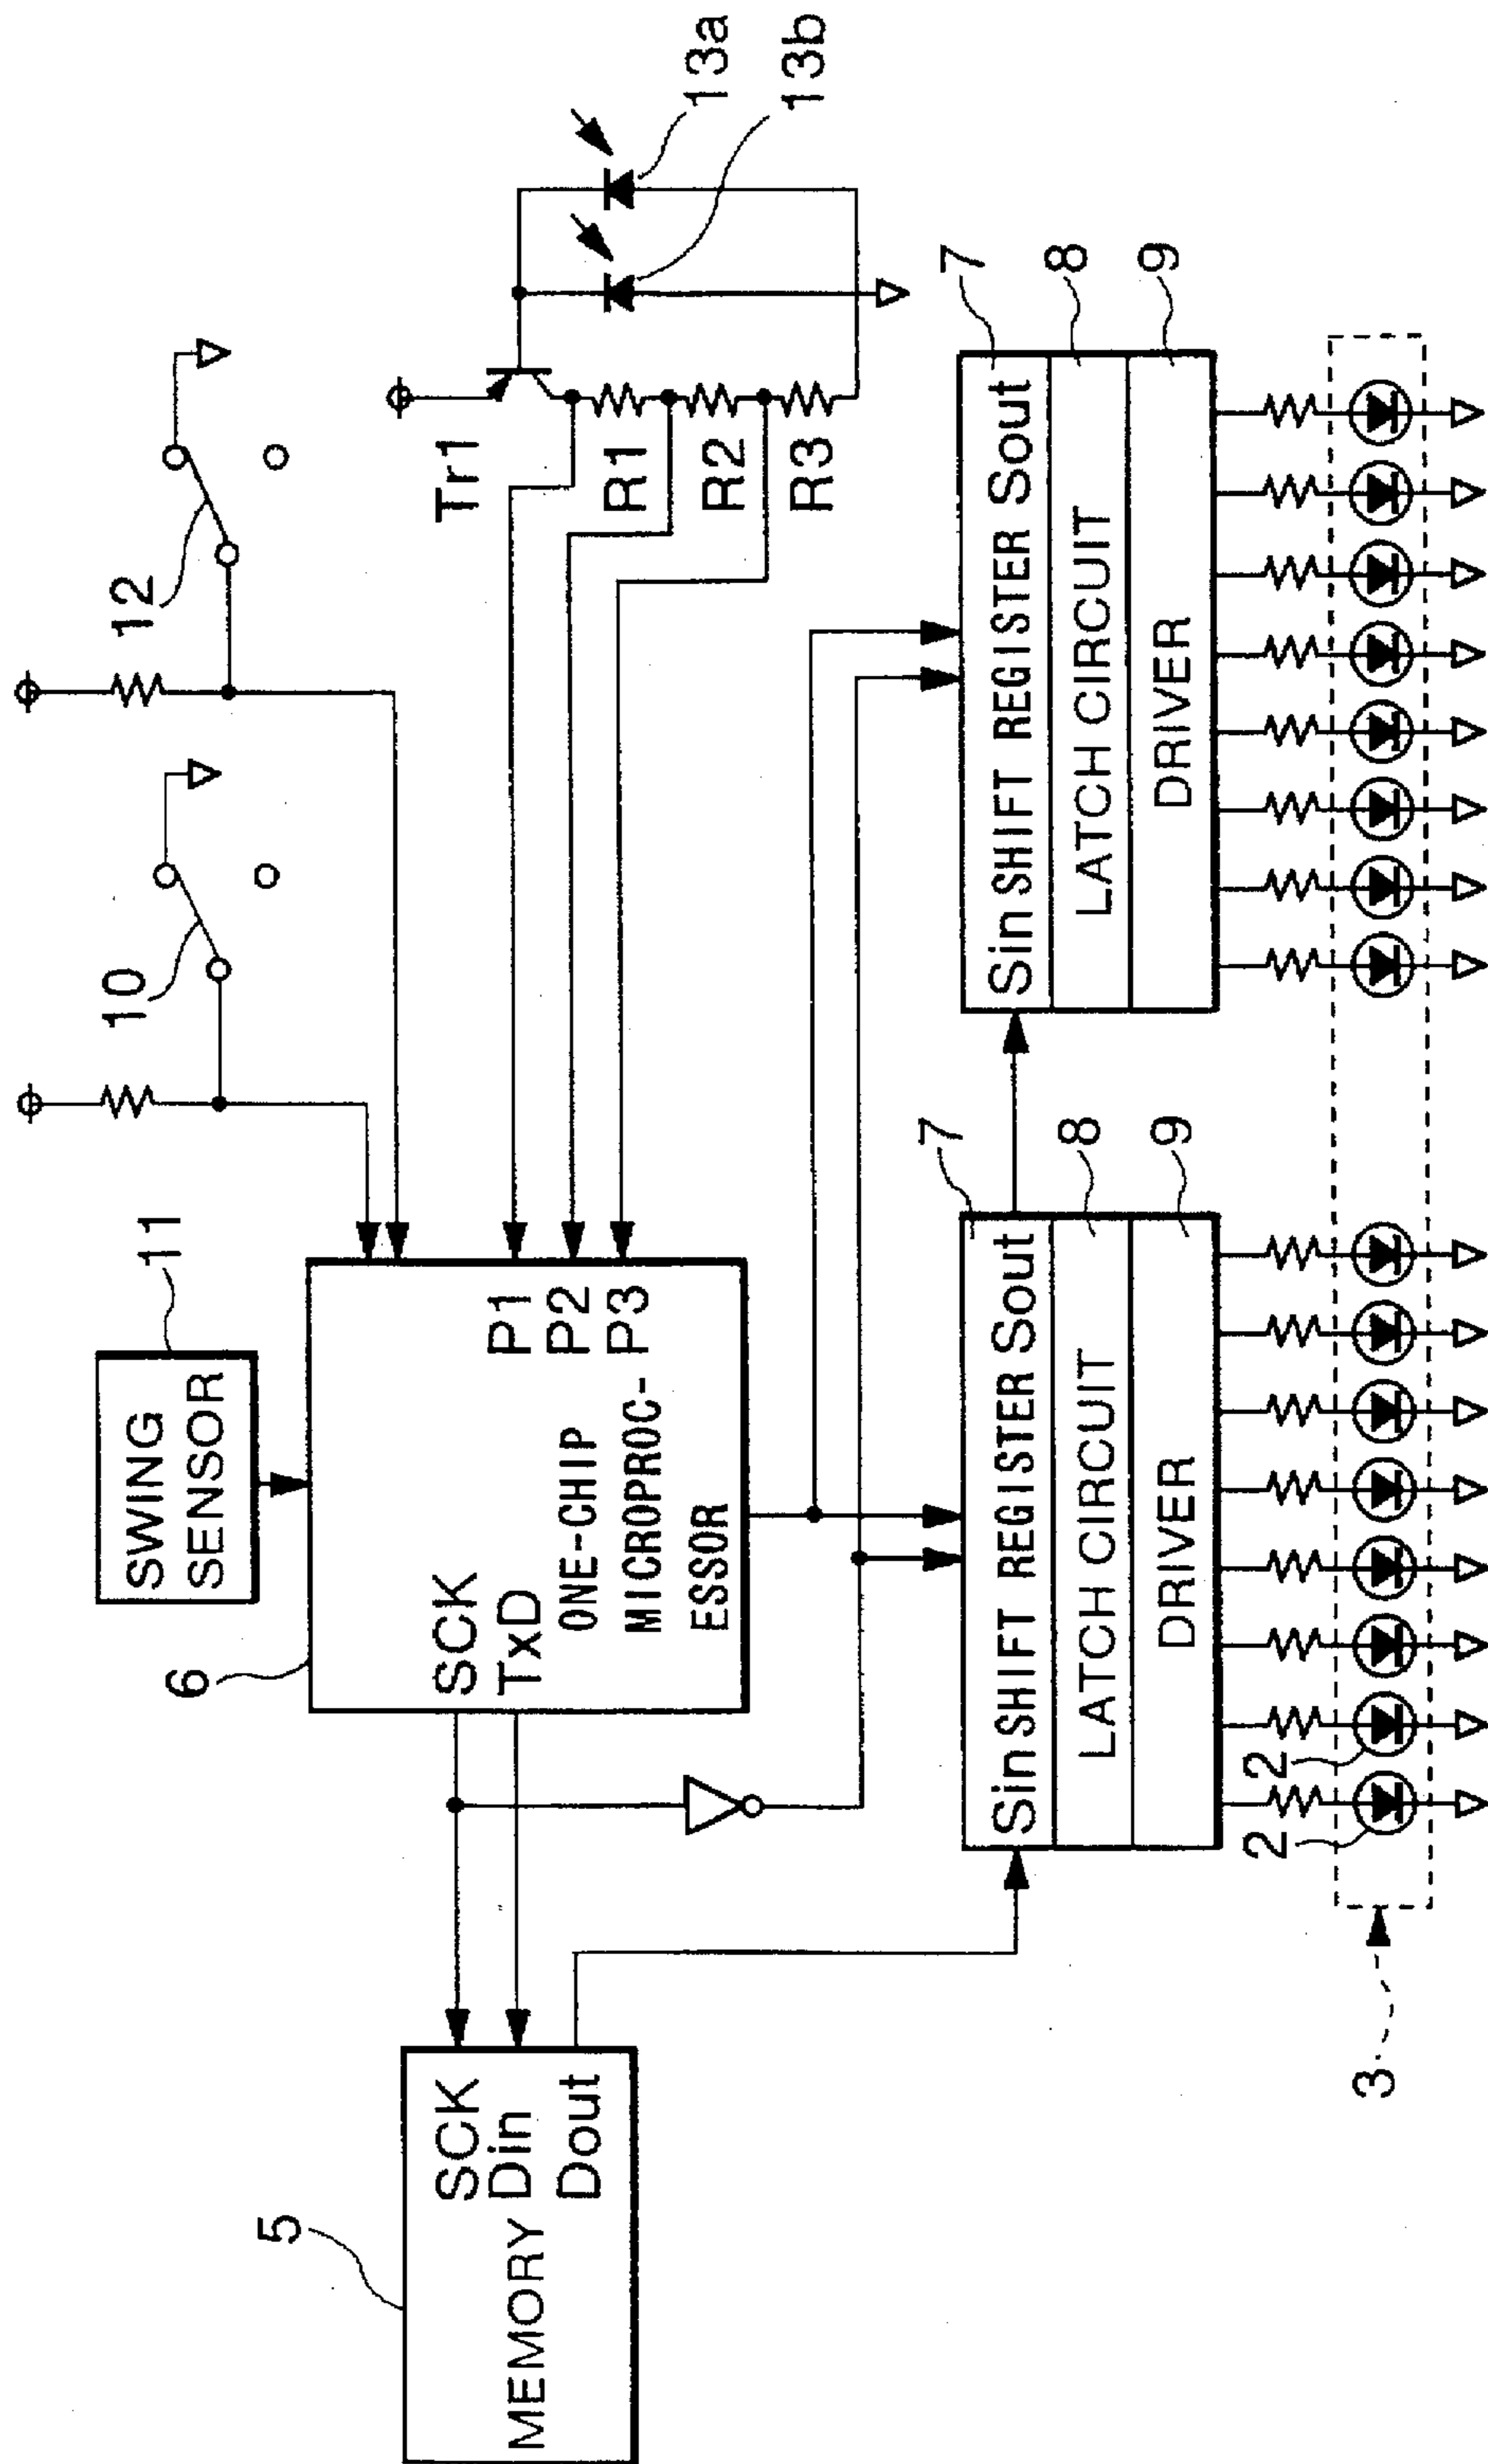 10
12
11
SWING
SENSOR
6
SCK
TxD
P1
P2
P3
ONE-CHIP
MICROPROC-
ESSOR
Tr1
R1
R2
R3
13a
13b
5
MEMORY
SCK
Din
Dout
7
Sin SHIFT REGISTER Sout
8
LATCH CIRCUIT
9
DRIVER
7
Sin SHIFT REGISTER Sout
8
LATCH CIRCUIT
9
DRIVER
2
2
3